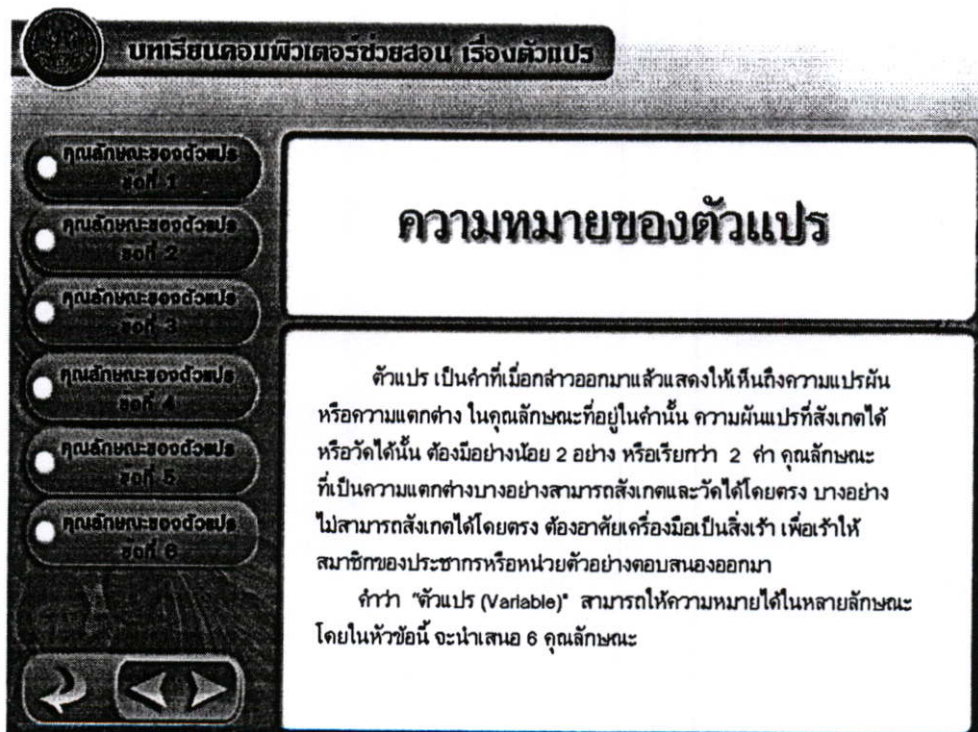 บทเรียนคอมพิวเตอร์ช่วยสอน เรื่องตัวแปร
คุณลักษณะของตัวแปร
ข้อที่ 1
คุณลักษณะของตัวแปร
ข้อที่ 2
คุณลักษณะของตัวแปร
ข้อที่ 3
คุณลักษณะของตัวแปร
ข้อที่ 4
คุณลักษณะของตัวแปร
ข้อที่ 5
คุณลักษณะของตัวแปร
ข้อที่ 6
ความหมายของตัวแปร
ตัวแปร เป็นคำที่เมื่อกล่าวออกมาแล้วแสดงให้เห็นถึงความแปรผัน
หรือความแตกต่าง ในคุณลักษณะที่อยู่ในคำนั้น ความผันแปรที่สังเกตได้
หรือวัดได้นั้น ต้องมีอย่างน้อย 2 อย่าง หรือเรียกว่า 2 ค่า คุณลักษณะ
ที่เป็นความแตกต่างบางอย่างสามารถสังเกตและวัดได้โดยตรง บางอย่าง
ไม่สามารถสังเกตได้โดยตรง ต้องอาศัยเครื่องมือเป็นสิ่งเร้า เพื่อเร้าให้
สมาชิกของประชากรหรือหน่วยตัวอย่างตอบสนองออกมา
คำว่า "ตัวแปร (Variable)" สามารถให้ความหมายได้ในหลายลักษณะ
โดยในหัวข้อนี้ จะนำเสนอ 6 คุณลักษณะ